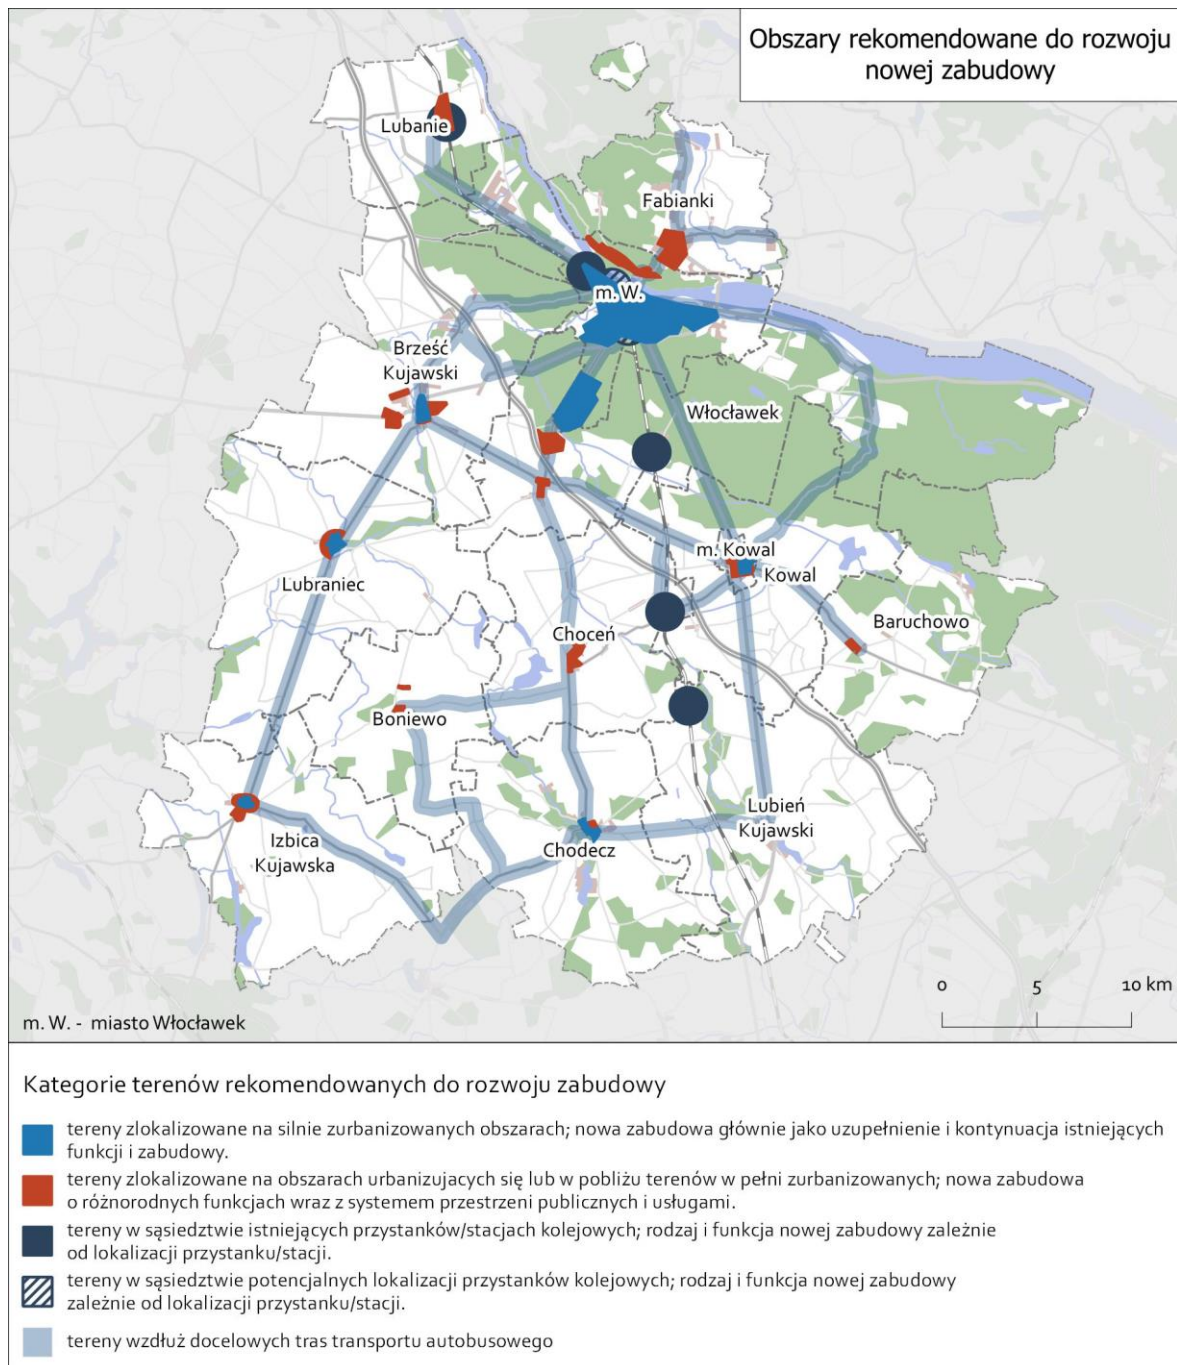 Obszary rekomendowane do rozwoju
nowej zabudowy
Lubanie
Fabianki
m. W.
Brześć
Kujawski
Włocławek
m. Kowal
Kowal
Lubraniec
Baruchowo
Choceń
Boniewo
Lubień
Kujawski
Izbica
Kujawska
Chodecz
0 5 10 km
m. W. - miasto Włocławek
Kategorie terenów rekomendowanych do rozwoju zabudowy
tereny zlokalizowane na silnie zurbanizowanych obszarach; nowa zabudowa głównie jako uzupełnienie i kontynuacja istniejących
funkcji i zabudowy.
tereny zlokalizowane na obszarach urbanizujacych się lub w pobliżu terenów w pełni zurbanizowanych; nowa zabudowa
o różnorodnych funkcjach wraz z systemem przestrzeni publicznych i usługami.
tereny w sąsiedztwie istniejących przystanków/stacjach kolejowych; rodzaj i funkcja nowej zabudowy zależnie
od lokalizacji przystanku/stacji.
tereny w sąsiedztwie potencjalnych lokalizacji przystanków kolejowych; rodzaj i funkcja nowej zabudowy
zależnie od lokalizacji przystanku/stacji.
tereny wzdłuż docelowych tras transportu autobusowego